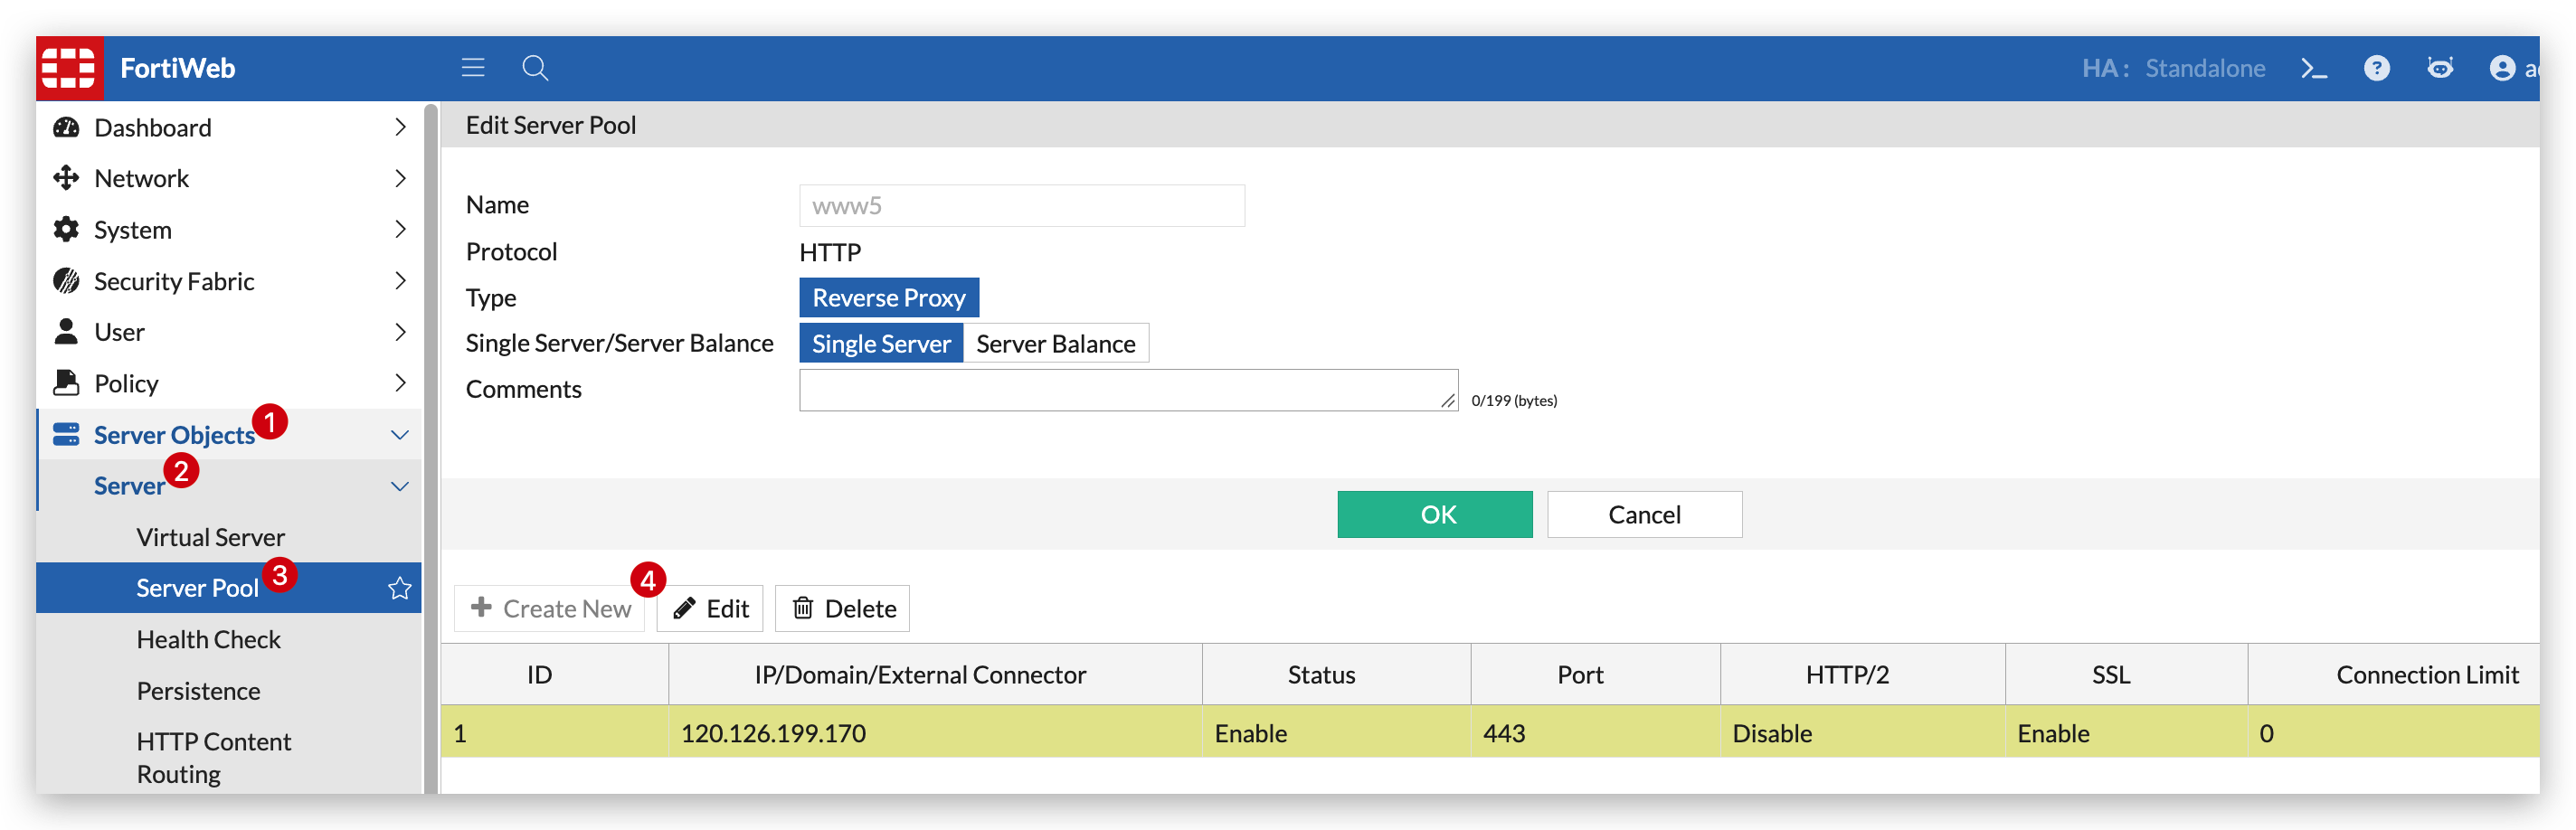 FortiWeb
HA: Standalone
Dashboard
Network
System
Security Fabric
User
Policy
Server Objects 1
Server 2
Virtual Server
Server Pool 3
Health Check
Persistence
HTTP Content
Routing
Edit Server Pool
Name www5
Protocol HTTP
Type Reverse Proxy
Single Server/Server Balance Single Server Server Balance
Comments 0/199 (bytes)
OK Cancel
Create New 4 Edit Delete
ID IP/Domain/External Connector Status Port HTTP/2 SSL Connection Limit
1 120.126.199.170 Enable 443 Disable Enable 0